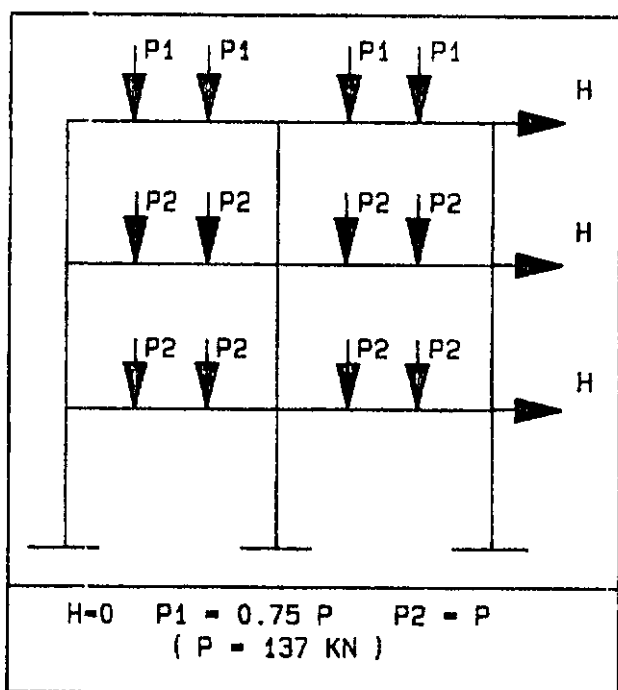 P1 P1 P1 P1
H
P2 P2 P2 P2
H
P2 P2 P2 P2
H
H=0 P1 = 0.75 P P2 = P
( P = 137 KN )